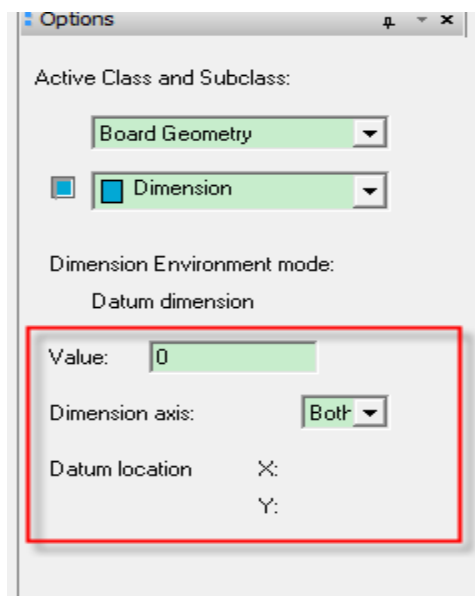 Options
Active Class and Subclass:
Board Geometry
Dimension
Dimension Environment mode:
Datum dimension
Value: 0
Dimension axis: Both
Datum location X:
Y: